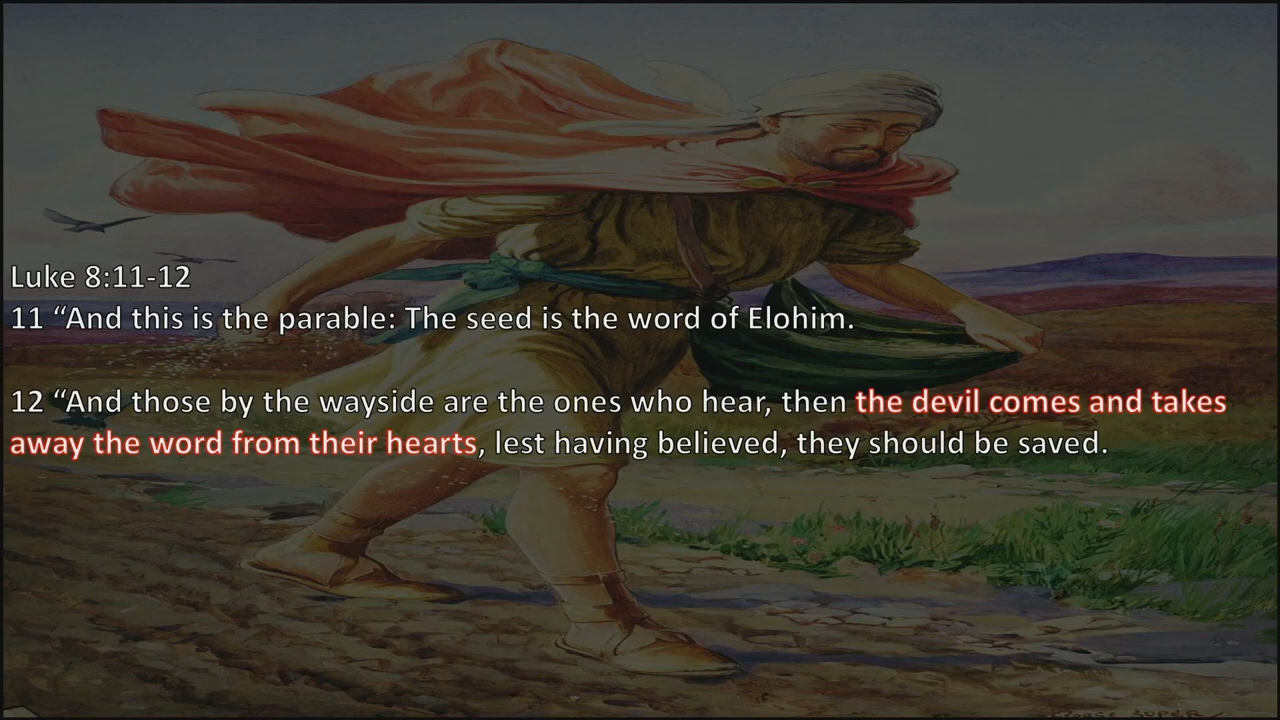 Luke 8:11-12
11 “And this is the parable: The seed is the word of Elohim.
12 “And those by the wayside are the ones who hear, then the devil comes and takes
away the word from their hearts, lest having believed, they should be saved.